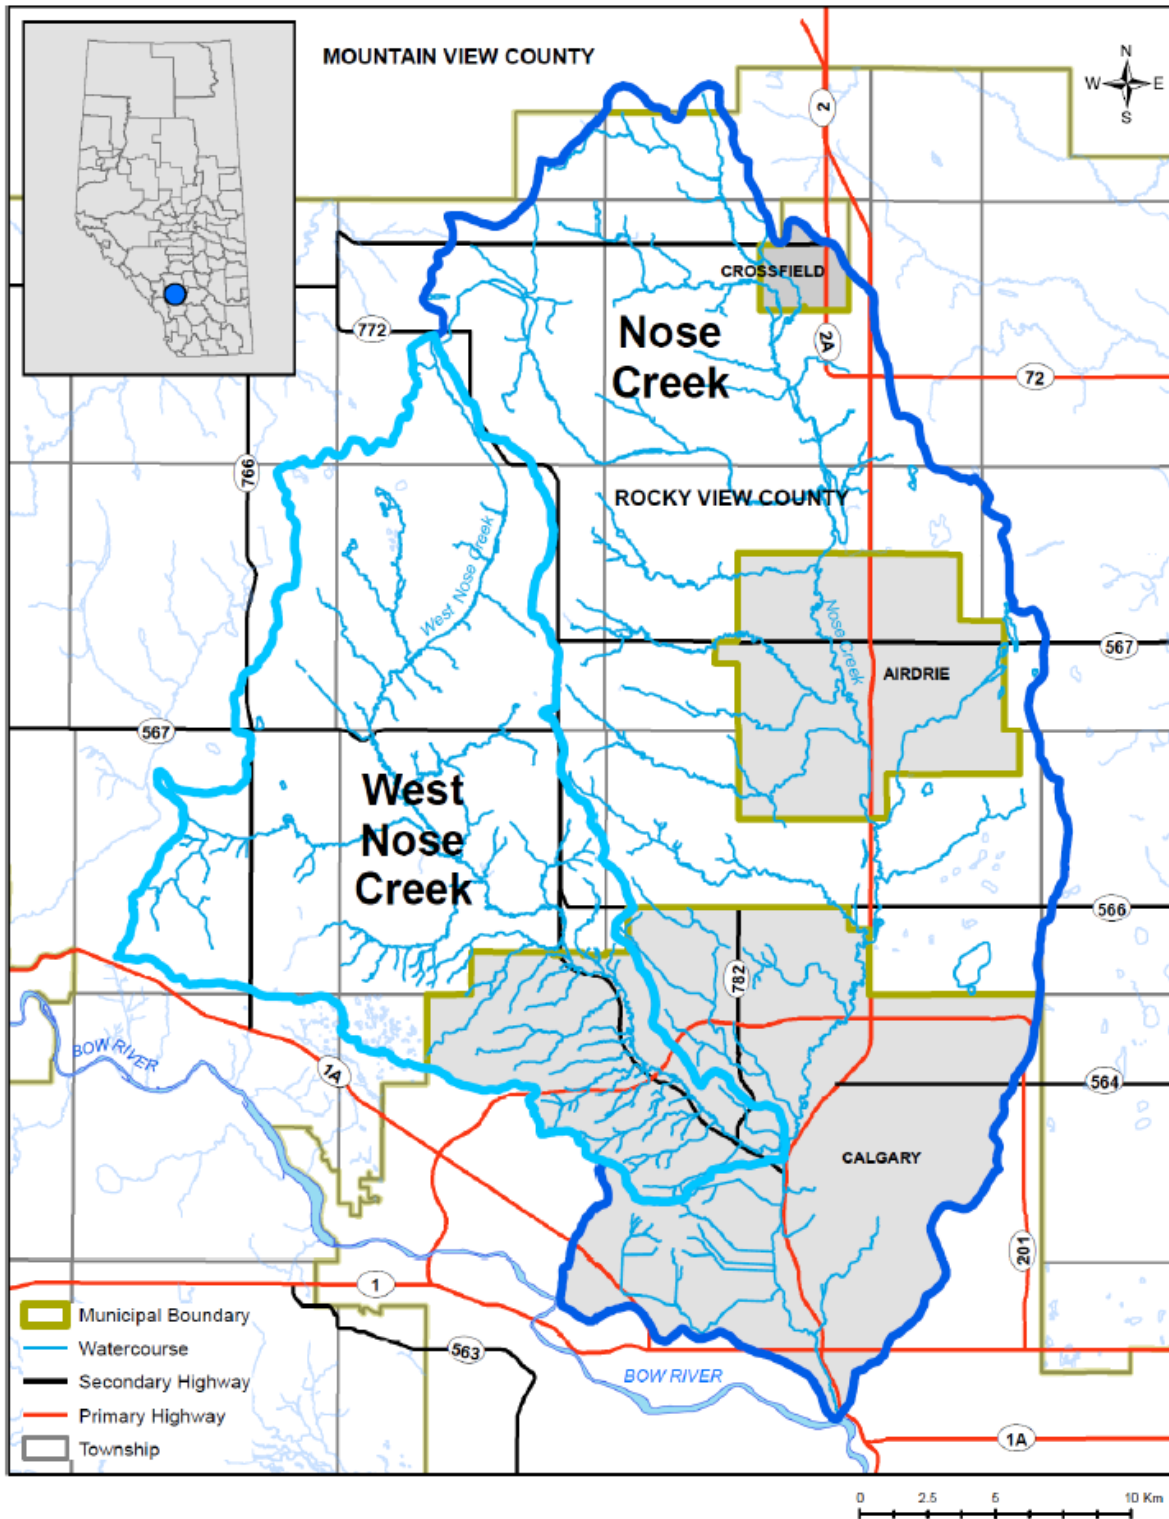 MOUNTAIN VIEW COUNTY
N
W E
S
2
CROSSFIELD
772
Nose
Creek
2A
72
766
ROCKY VIEW COUNTY
West Nose Creek
Nose Creek
567
AIRDRIE
567
West
Nose
Creek
566
782
BOW RIVER
1A
564
CALGARY
201
1
Municipal Boundary
Watercourse
563
Secondary Highway
BOW RIVER
Primary Highway
1A
Township
0 2.5 5 10 Km